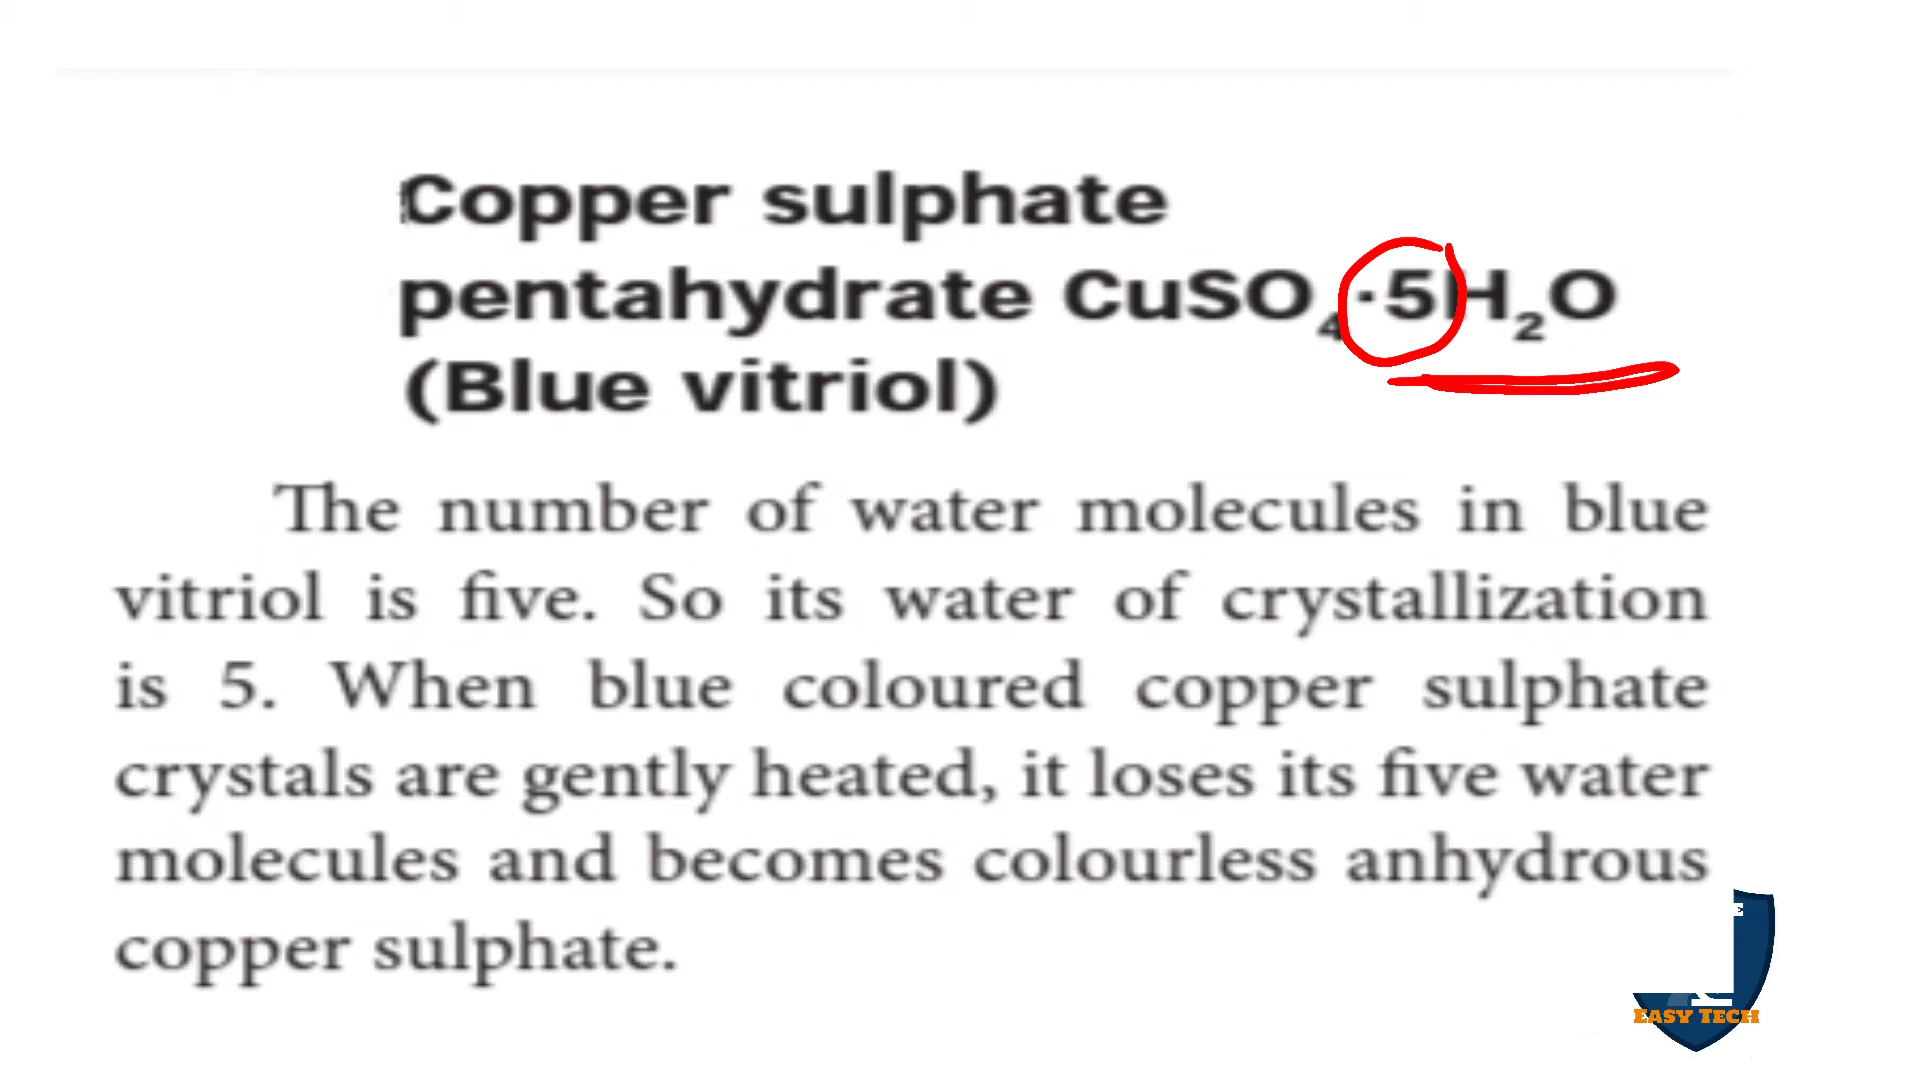 Copper sulphate
pentahydrate CuSO₄·5H₂O
(Blue vitriol)
The number of water molecules in blue
vitriol is five. So its water of crystallization
is 5. When blue coloured copper sulphate
crystals are gently heated, it loses its five water
molecules and becomes colourless anhydrous
copper sulphate.
EASY TECH